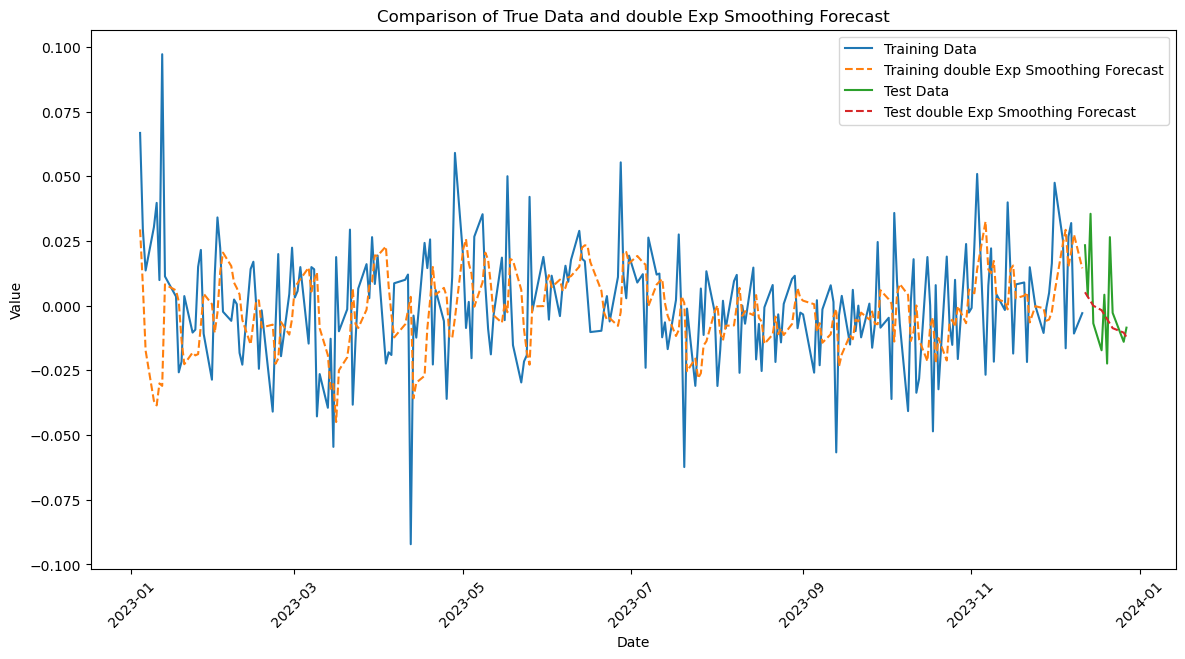 Comparison of True Data and double Exp Smoothing Forecast
Training Data
Training double Exp Smoothing Forecast
Test Data
Test double Exp Smoothing Forecast
0.100
0.075
0.050
0.025
0.000
−0.025
−0.050
−0.075
−0.100
Value
2023-01
2023-03
2023-05
2023-07
2023-09
2023-11
2024-01
Date